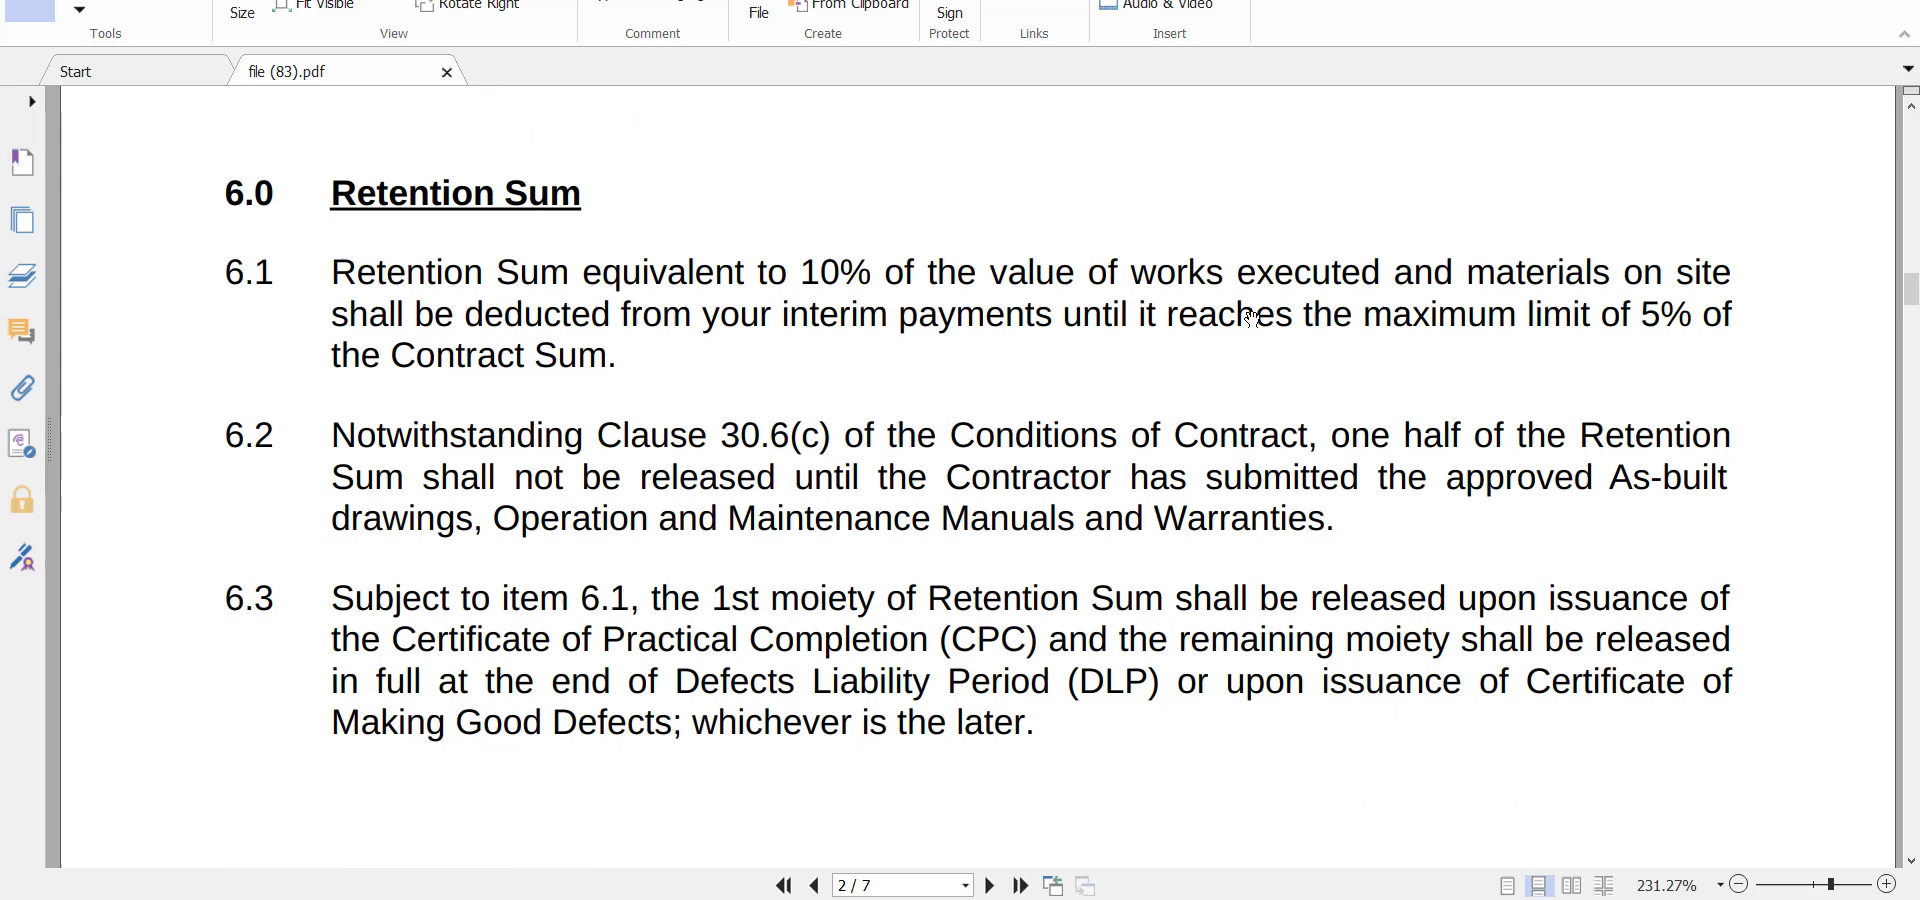 Size
Fit Visible
Rotate Right
File
From Clipboard
Sign
Audio & Video
Tools
View
Comment
Create
Protect
Links
Insert
Start
file (83).pdf
6.0 Retention Sum
6.1 Retention Sum equivalent to 10% of the value of works executed and materials on site
shall be deducted from your interim payments until it reaches the maximum limit of 5% of
the Contract Sum.
6.2 Notwithstanding Clause 30.6(c) of the Conditions of Contract, one half of the Retention
Sum shall not be released until the Contractor has submitted the approved As-built
drawings, Operation and Maintenance Manuals and Warranties.
6.3 Subject to item 6.1, the 1st moiety of Retention Sum shall be released upon issuance of
the Certificate of Practical Completion (CPC) and the remaining moiety shall be released
in full at the end of Defects Liability Period (DLP) or upon issuance of Certificate of
Making Good Defects; whichever is the later.
2 / 7
231.27%